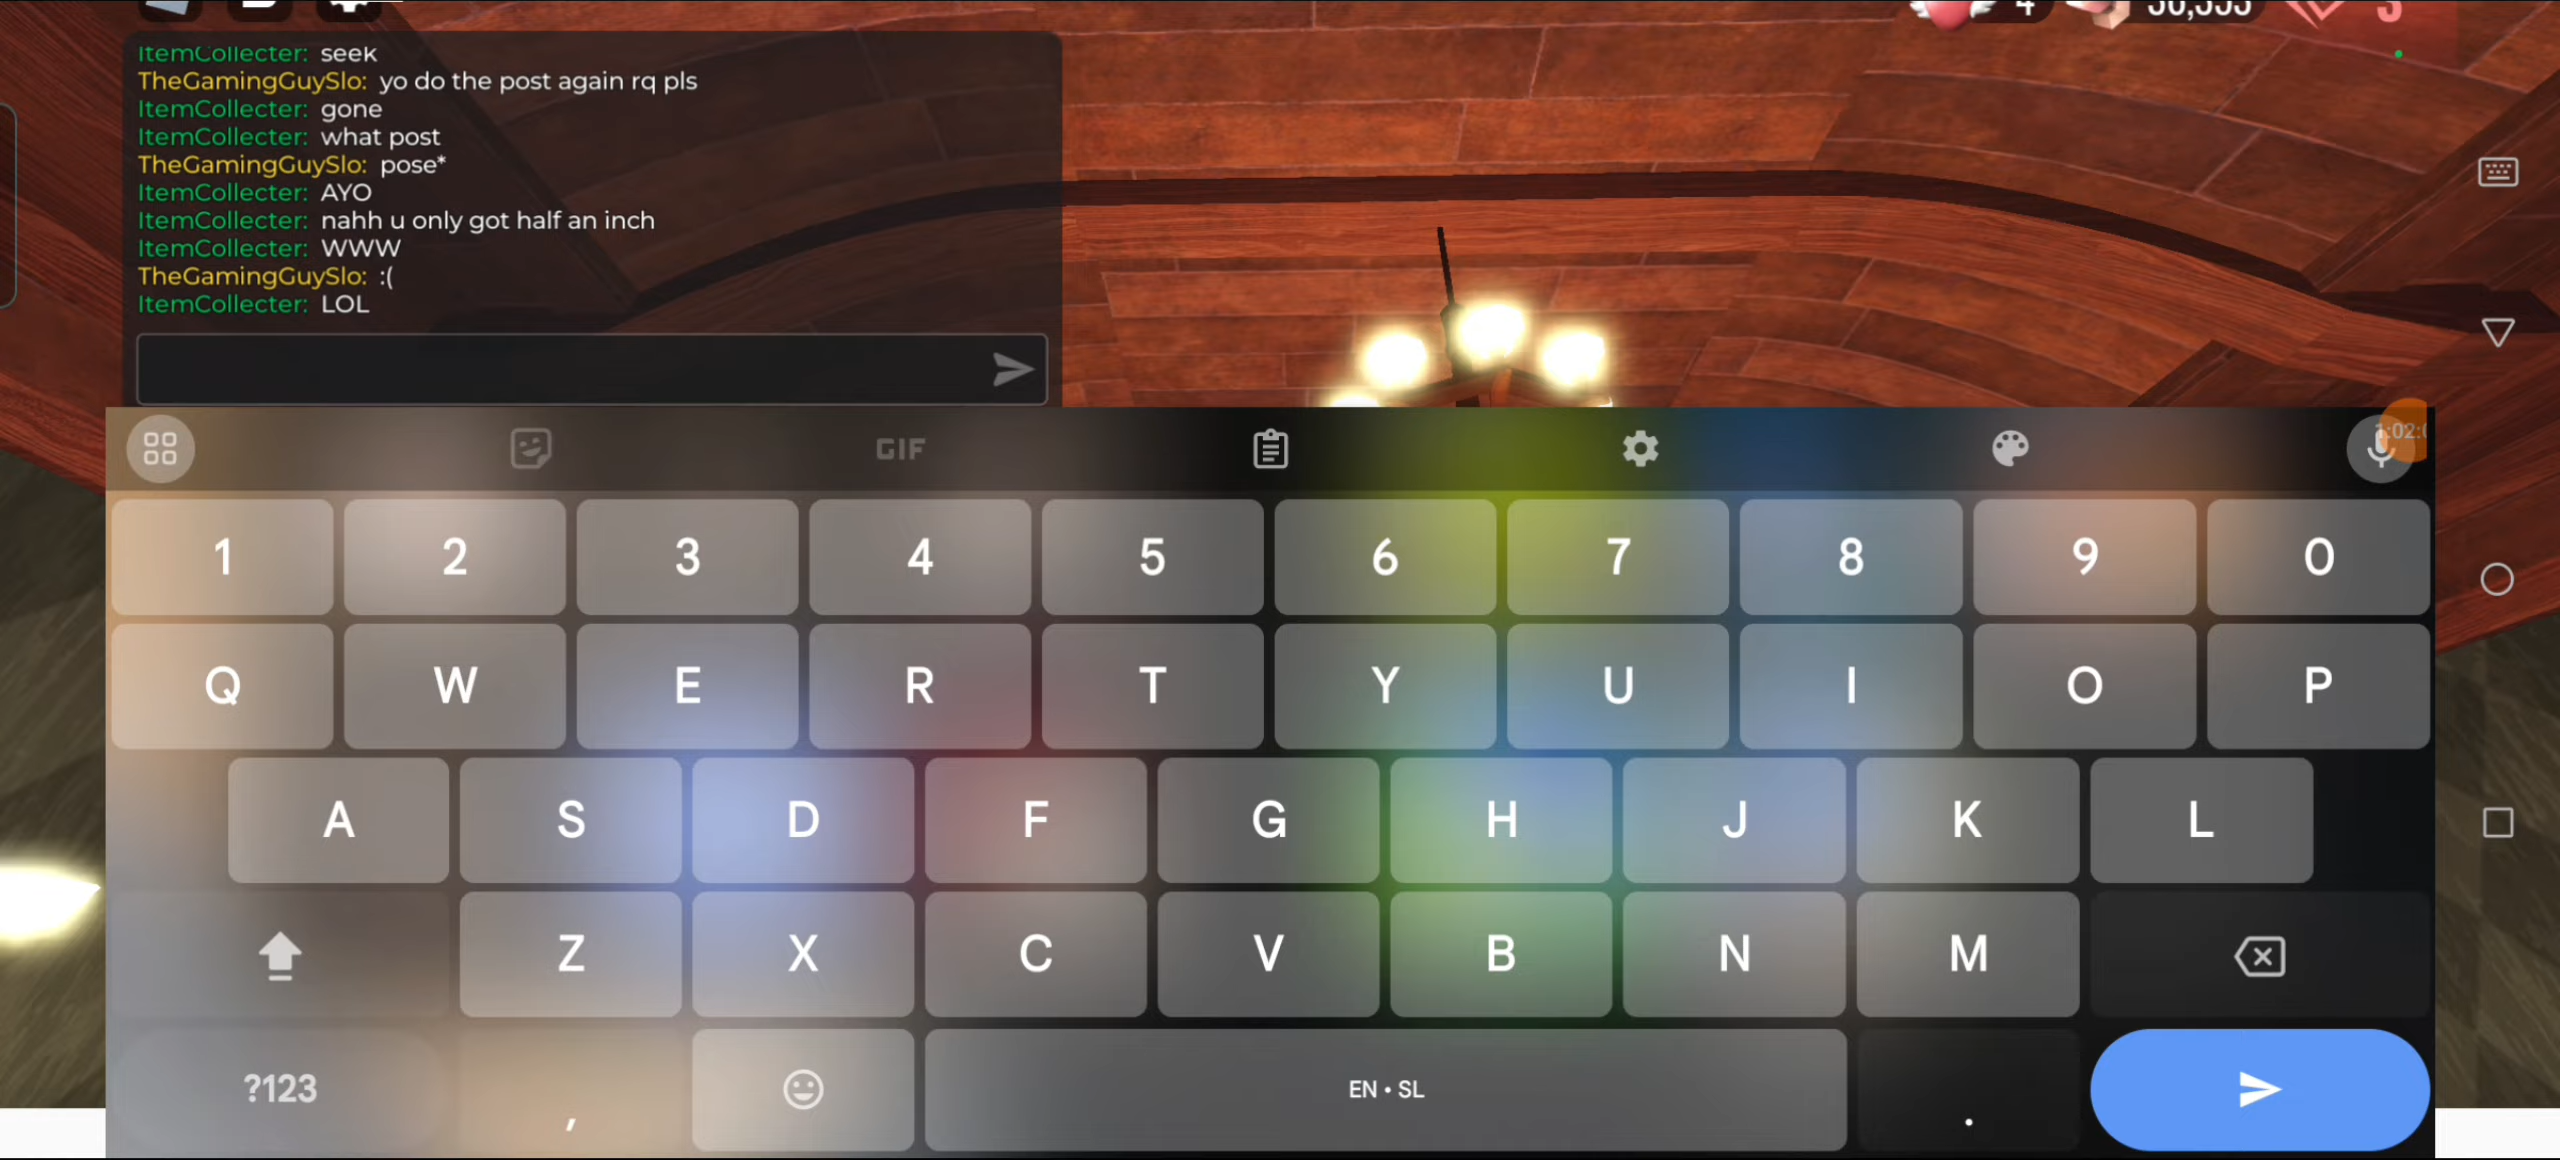 4
3
ItemCollecter: seek
TheGamingGuySlo: yo do the post again rq pls
ItemCollecter: gone
ItemCollecter: what post
TheGamingGuySlo: pose*
ItemCollecter: AYO
ItemCollecter: nahh u only got half an inch
ItemCollecter: WWW
TheGamingGuySlo: :(
ItemCollecter: LOL
GIF
1 2 3 4 5 6 7 8 9 0
Q W E R T Y U I O P
A S D F G H J K L
Z X C V B N M
?123 , EN • SL .